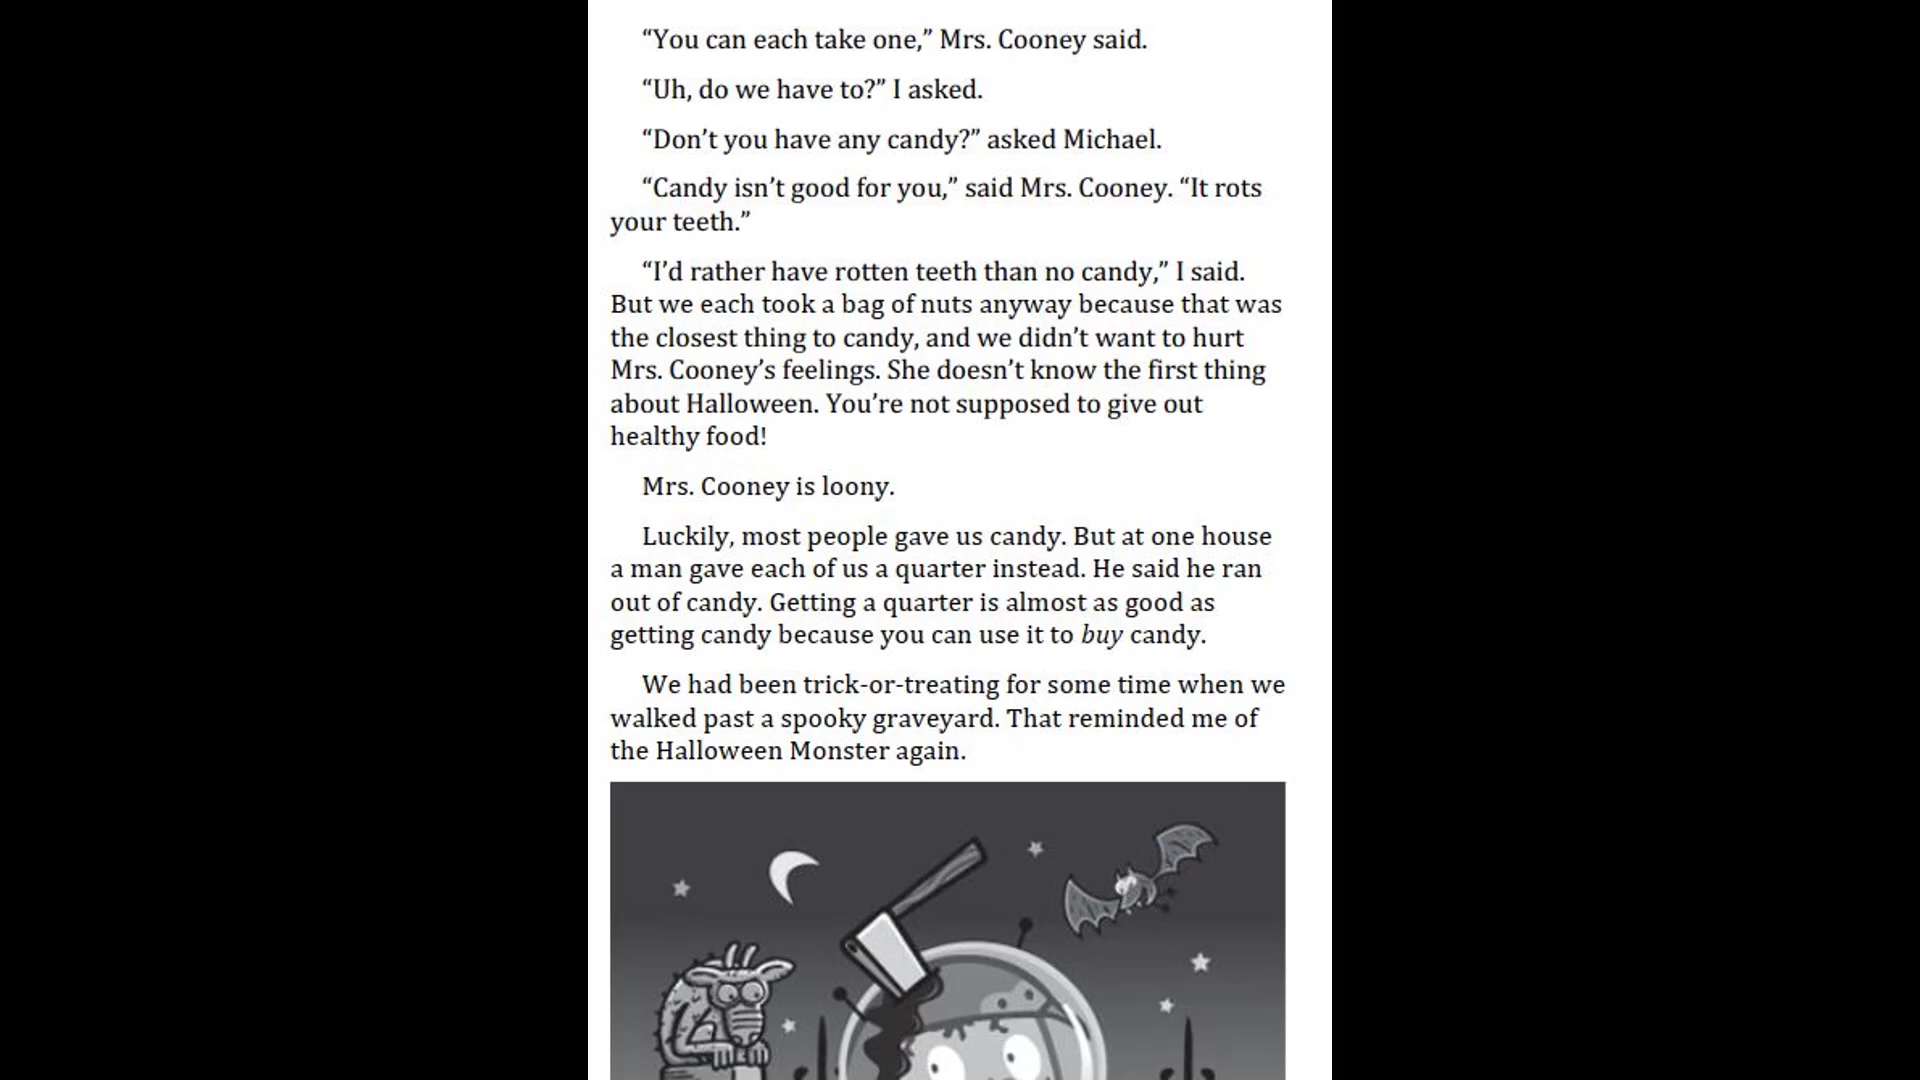 “You can each take one,” Mrs. Cooney said.
“Uh, do we have to?” I asked.
“Don’t you have any candy?” asked Michael.
“Candy isn’t good for you,” said Mrs. Cooney. “It rots
your teeth.”
“I’d rather have rotten teeth than no candy,” I said.
But we each took a bag of nuts anyway because that was
the closest thing to candy, and we didn’t want to hurt
Mrs. Cooney’s feelings. She doesn’t know the first thing
about Halloween. You’re not supposed to give out
healthy food!
Mrs. Cooney is loony.
Luckily, most people gave us candy. But at one house
a man gave each of us a quarter instead. He said he ran
out of candy. Getting a quarter is almost as good as
getting candy because you can use it to buy candy.
We had been trick-or-treating for some time when we
walked past a spooky graveyard. That reminded me of
the Halloween Monster again.